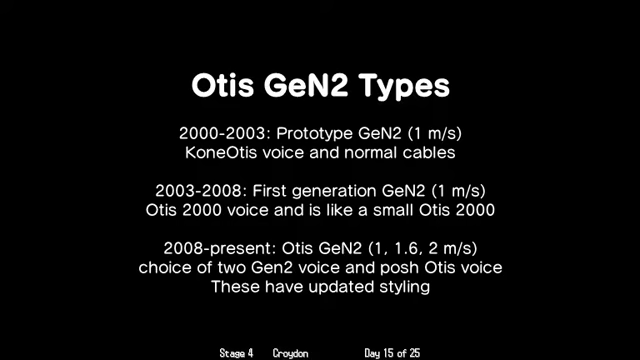 Otis GeN2 Types
2000-2003: Prototype GeN2 (1 m/s)
KoneOtis voice and normal cables
2003-2008: First generation GeN2 (1 m/s)
Otis 2000 voice and is like a small Otis 2000
2008-present: Otis GeN2 (1, 1.6, 2 m/s)
choice of two Gen2 voice and posh Otis voice
These have updated styling
Stage 4 Croydon Day 15 of 25